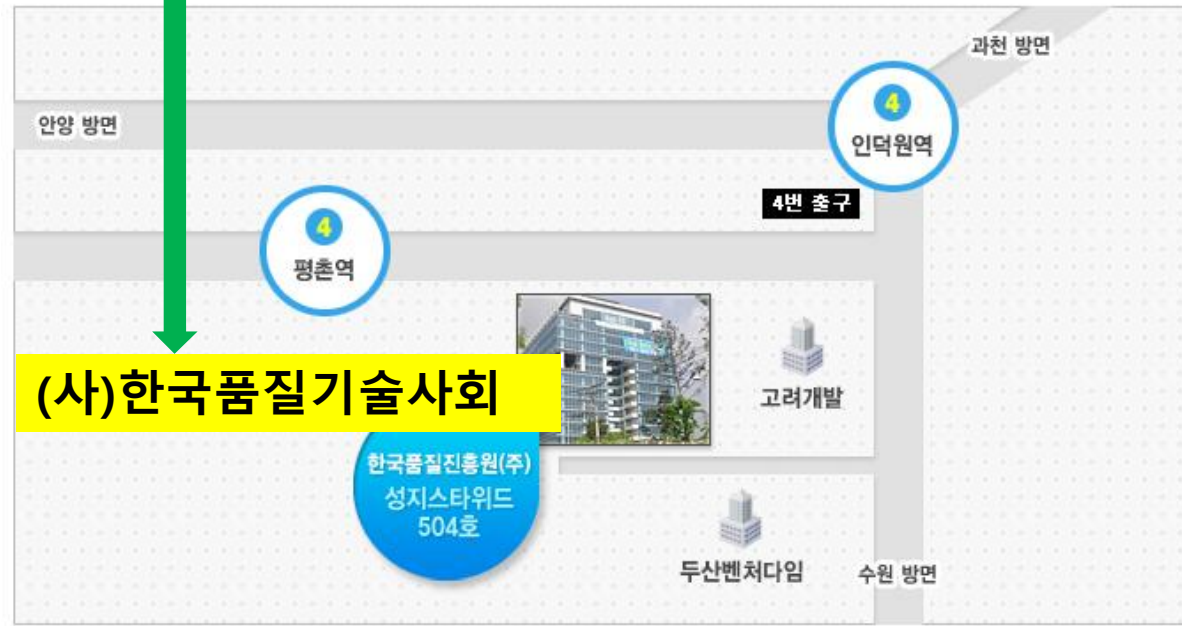 과천 방면
4
인덕원역
안양 방면
4번 출구
4
평촌역
(사)한국품질기술사회
고려개발
한국품질진흥원(주)
성지스타위드
504호
두산벤처다임
수원 방면